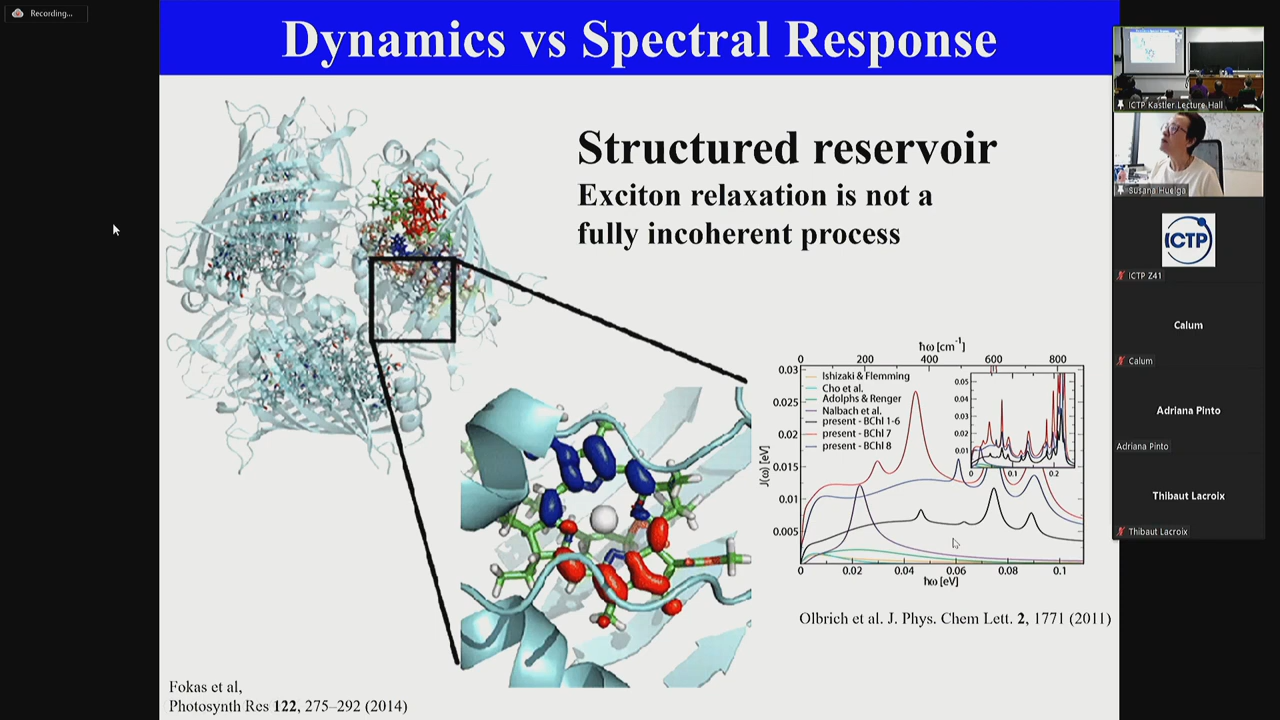 Recording...
Dynamics vs Spectral Response
Structured reservoir
Exciton relaxation is not a
fully incoherent process
ħω [cm⁻¹]
0 200 400 600 800
0.03
0.025
0.02
0.015
0.01
0.005
0
J(ω) [eV]
Ishizaki & Flemming
Cho et al.
Adolphs & Renger
Nalbach et al.
present - BChl 1-6
present - BChl 7
present - BChl 8
0.05
0.04
0.03
0.02
0.01
0 0.1 0.2
0 0.02 0.04 0.06 0.08 0.1
ħω [eV]
Olbrich et al. J. Phys. Chem Lett. 2, 1771 (2011)
Fokas et al,
Photosynth Res 122, 275–292 (2014)
ICTP Kastler Lecture Hall
Susana Huelga
ICTP
ICTP Z41
Calum
Calum
Adriana Pinto
Adriana Pinto
Thibaut Lacroix
Thibaut Lacroix